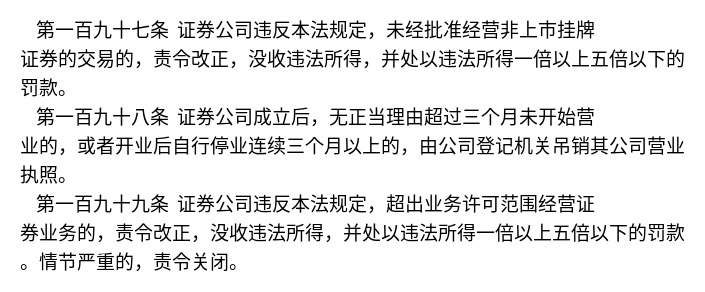 第一百九十七条 证券公司违反本法规定，未经批准经营非上市挂牌
证券的交易的，责令改正，没收违法所得，并处以违法所得一倍以上五倍以下的
罚款。
第一百九十八条 证券公司成立后，无正当理由超过三个月未开始营
业的，或者开业后自行停业连续三个月以上的，由公司登记机关吊销其公司营业
执照。
第一百九十九条 证券公司违反本法规定，超出业务许可范围经营证
券业务的，责令改正，没收违法所得，并处以违法所得一倍以上五倍以下的罚款
。情节严重的，责令关闭。